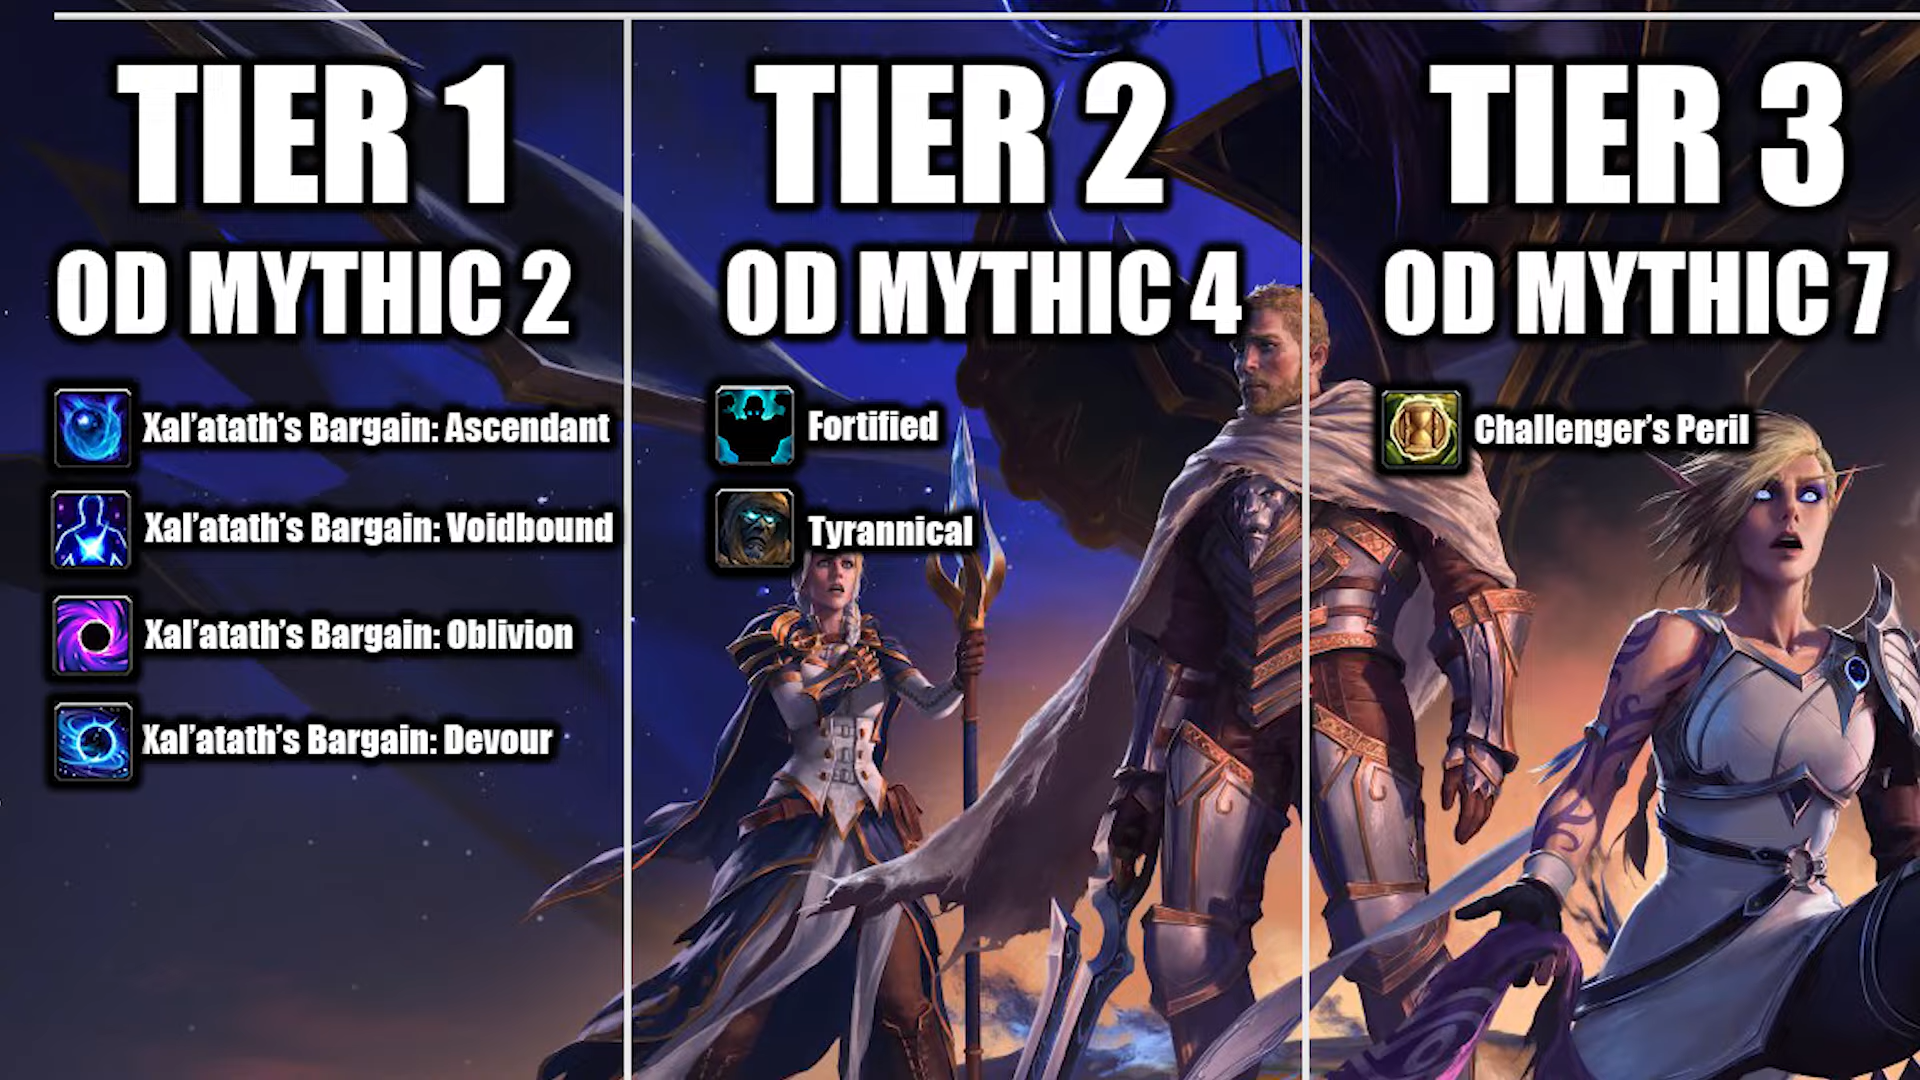 TIER 1
OD MYTHIC 2
Xal'atath's Bargain: Ascendant
Xal'atath's Bargain: Voidbound
Xal'atath's Bargain: Oblivion
Xal'atath's Bargain: Devour
TIER 2
OD MYTHIC 4
Fortified
Tyrannical
TIER 3
OD MYTHIC 7
Challenger's Peril